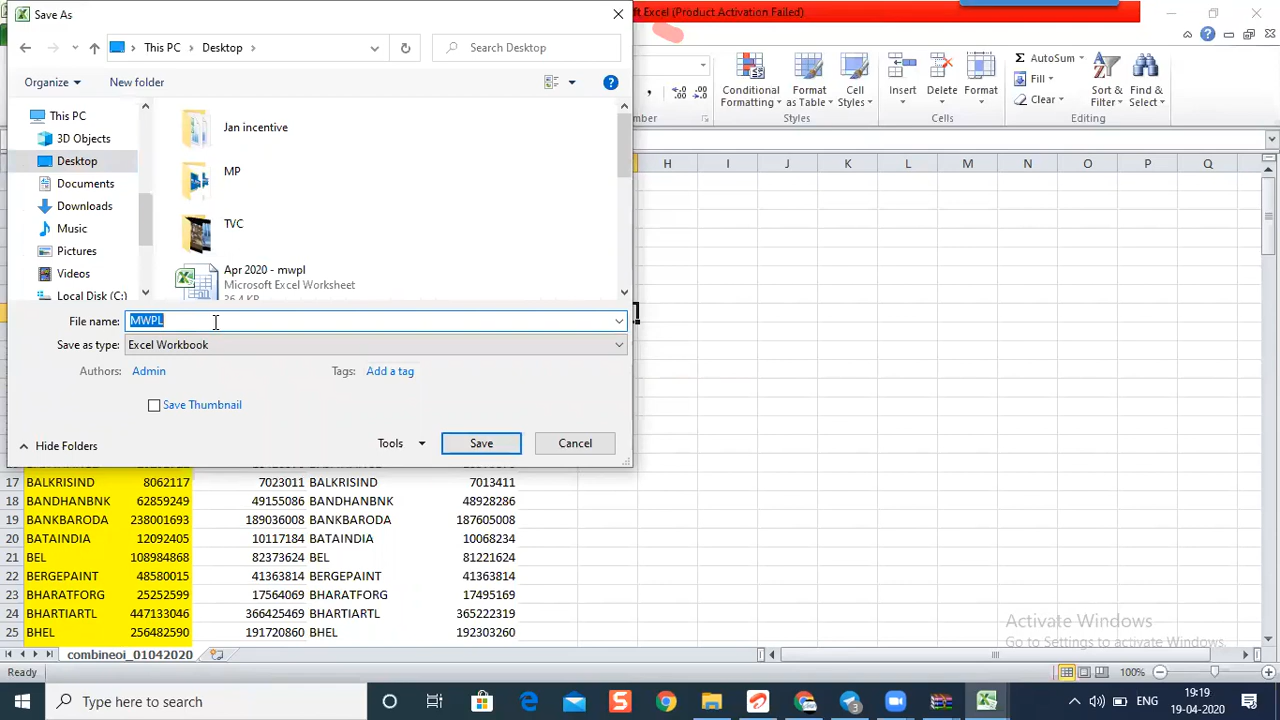 Save As
soft Excel (Product Activation Failed)
This PC
Desktop
Search Desktop
Organize
New folder
This PC
3D Objects
Desktop
Documents
Downloads
Music
Pictures
Videos
Local Disk (C:)
Jan incentive
MP
TVC
Apr 2020 - mwpl
Microsoft Excel Worksheet
26.4 KB
File name: MWPL
Save as type: Excel Workbook
Authors: Admin
Tags: Add a tag
Save Thumbnail
Hide Folders
Tools
Save
Cancel
Conditional Formatting
Format as Table
Cell Styles
Insert
Delete
Format
Σ AutoSum
Fill
Clear
Sort & Filter
Find & Select
Styles
Cells
Editing
H I J K L M N O P Q
17 BALKRISIND 8062117 7023011 BALKRISIND 7013411
18 BANDHANBNK 62859249 49155086 BANDHANBNK 48928286
19 BANKBARODA 238001693 189036008 BANKBARODA 187605008
20 BATAINDIA 12092405 10117184 BATAINDIA 10068234
21 BEL 108984868 82373624 BEL 81221624
22 BERGEPAINT 48580015 41363814 BERGEPAINT 41363814
23 BHARATFORG 25252599 17564069 BHARATFORG 17495169
24 BHARTIARTL 447133046 366425469 BHARTIARTL 365222319
25 BHEL 256482590 191720860 BHEL 192303260
Activate Windows
Go to Settings to activate Windows.
combineoi_01042020
Ready
100%
Type here to search
ENG
19:19
19-04-2020